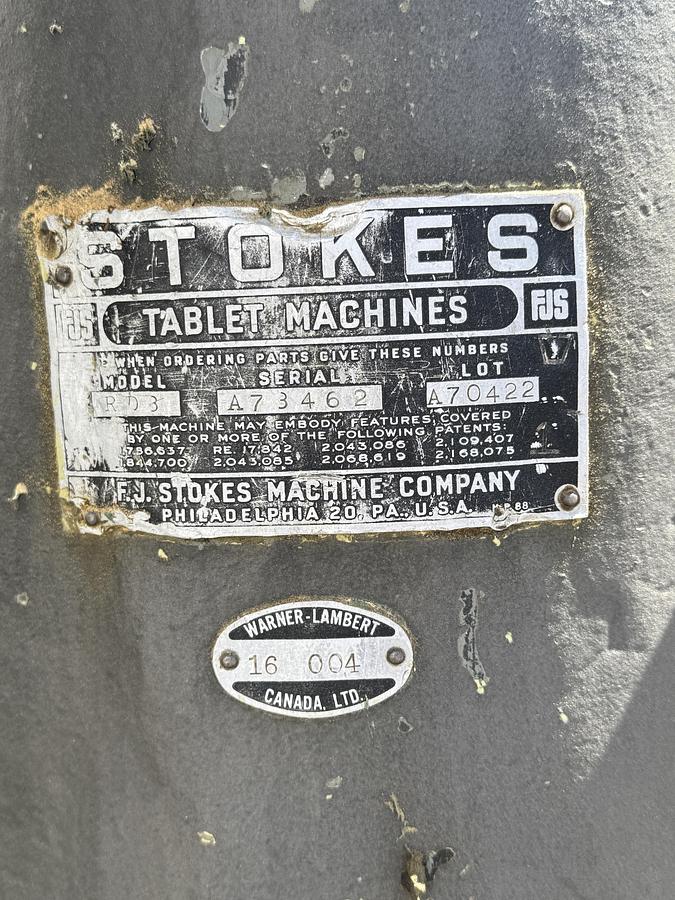 STOKES
FJS TABLET MACHINES FJS
WHEN ORDERING PARTS GIVE THESE NUMBERS
MODEL SERIAL LOT
A73462 A70422
THIS MACHINE MAY EMBODY FEATURES COVERED
BY ONE OR MORE OF THE FOLLOWING PATENTS:
RE. 17,842 2,043,086 2,109,407
2,043,085 2,068,619 2,168,075
F.J. STOKES MACHINE COMPANY
PHILADELPHIA 20, PA., U.S.A.
WARNER-LAMBERT
16 004
CANADA, LTD.